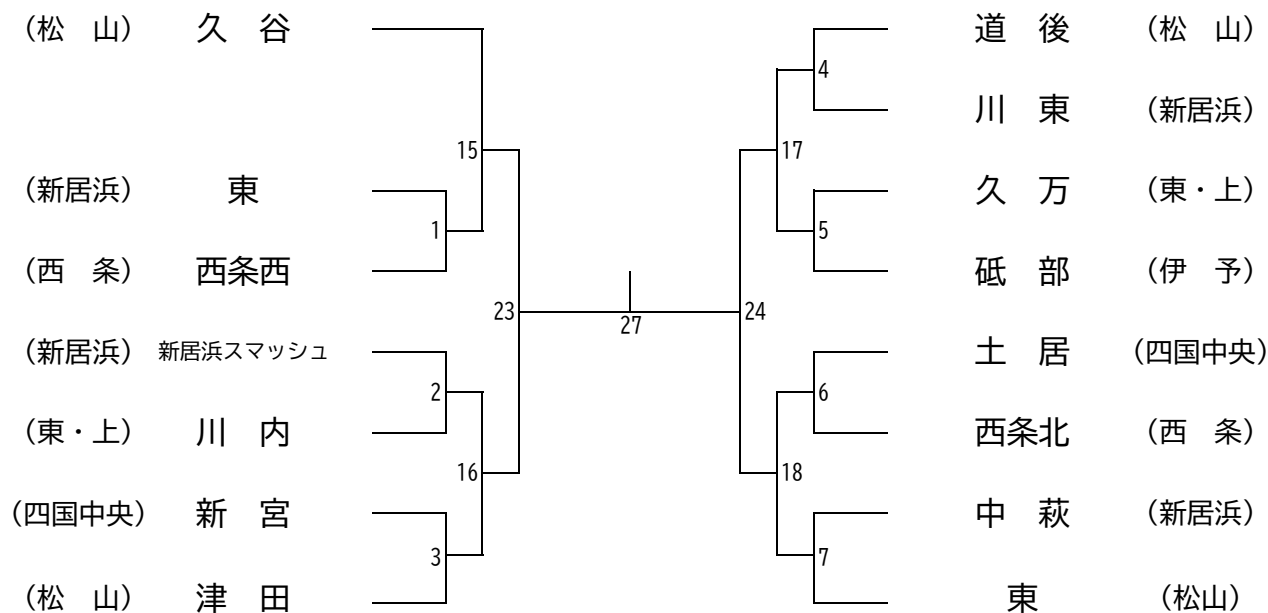 （松　山）　久　谷　道　後　（松　山）
4
川　東　（新居浜）
15　17
（新居浜）　東　久　万　（東・上）
1　5
（西　条）　西条西　砥　部　（伊　予）
23　27　24
（新居浜）　新居浜スマッシュ　土　居　（四国中央）
2　6
（東・上）　川　内　西条北　（西　条）
16　18
（四国中央）　新　宮　中　萩　（新居浜）
3　7
（松　山）　津　田　東　（松山）